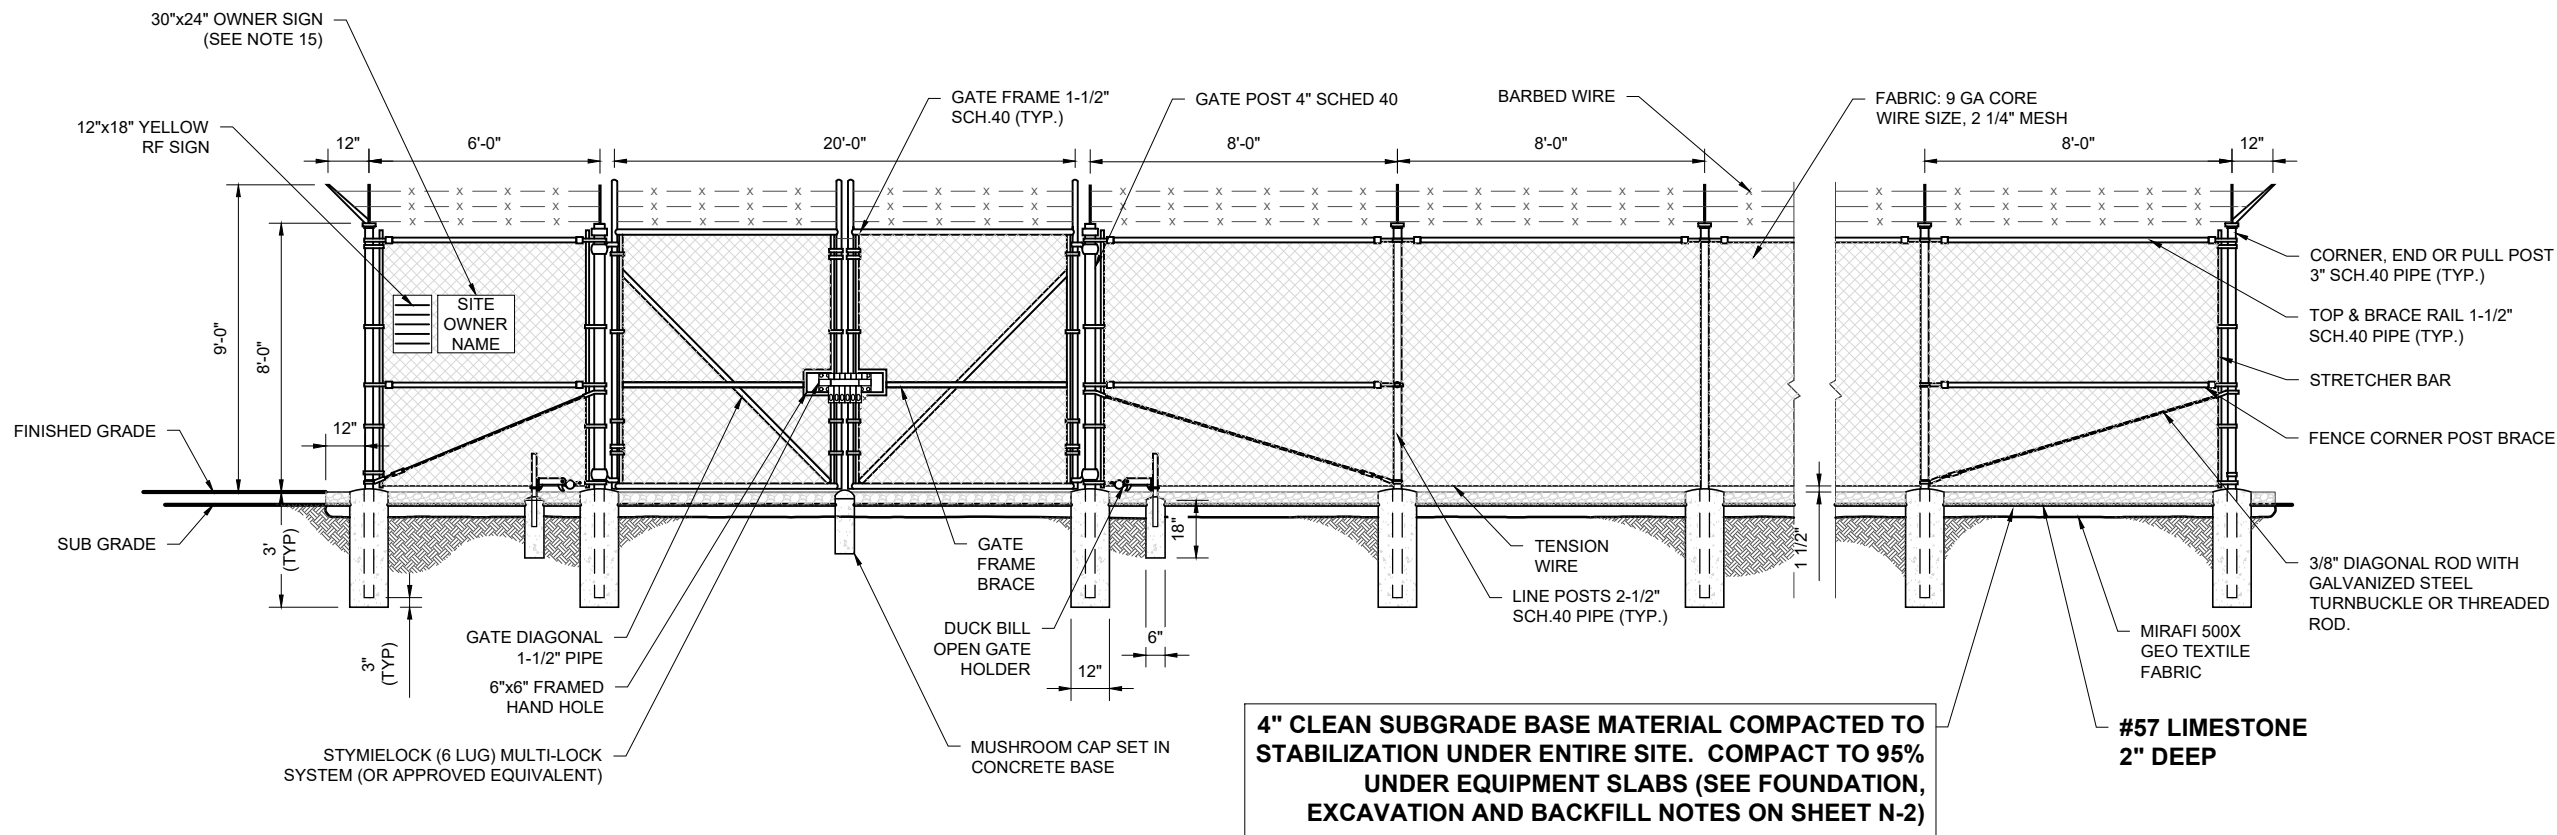 30"x24" OWNER SIGN
(SEE NOTE 15)
12"x18" YELLOW
RF SIGN
GATE FRAME 1-1/2"
SCH.40 (TYP.)
GATE POST 4" SCHED 40
BARBED WIRE
FABRIC: 9 GA CORE
WIRE SIZE, 2 1/4" MESH
12"
6'-0"
20'-0"
8'-0"
8'-0"
8'-0"
12"
9'-0"
8'-0"
SITE
OWNER
NAME
CORNER, END OR PULL POST
3" SCH.40 PIPE (TYP.)
TOP & BRACE RAIL 1-1/2"
SCH.40 PIPE (TYP.)
STRETCHER BAR
FENCE CORNER POST BRACE
12"
FINISHED GRADE
SUB GRADE
3'
(TYP)
3"
(TYP)
18"
6"
12"
1 1/2"
GATE
FRAME
BRACE
TENSION
WIRE
LINE POSTS 2-1/2"
SCH.40 PIPE (TYP.)
3/8" DIAGONAL ROD WITH
GALVANIZED STEEL
TURNBUCKLE OR THREADED
ROD.
MIRAFI 500X
GEO TEXTILE
FABRIC
GATE DIAGONAL
1-1/2" PIPE
6"x6" FRAMED
HAND HOLE
DUCK BILL
OPEN GATE
HOLDER
STYMIELOCK (6 LUG) MULTI-LOCK
SYSTEM (OR APPROVED EQUIVALENT)
MUSHROOM CAP SET IN
CONCRETE BASE
4" CLEAN SUBGRADE BASE MATERIAL COMPACTED TO
STABILIZATION UNDER ENTIRE SITE. COMPACT TO 95%
UNDER EQUIPMENT SLABS (SEE FOUNDATION,
EXCAVATION AND BACKFILL NOTES ON SHEET N-2)
#57 LIMESTONE
2" DEEP